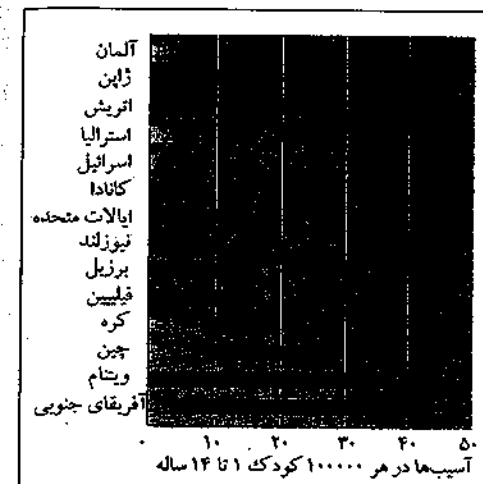 آلمان
ژاپن
اتریش
استرالیا
اسرائیل
کانادا
ایالات متحده
نیوزلند
برزیل
فیلیپین
کره
چین
ویتنام
آفریقای جنوبی
۰ ۱۰ ۲۰ ۳۰ ۴۰ ۵۰
آسیب‌ها در هر ۱۰۰۰۰۰ کودک ۱ تا ۱۴ ساله